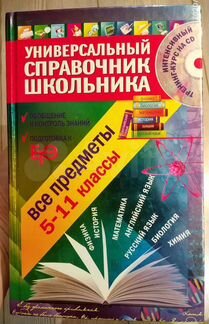 УНИВЕРСАЛЬНЫЙ
СПРАВОЧНИК
ШКОЛЬНИКА
ИНТЕНСИВНЫЙ
ТРЕНИНГ-КУРС НА CD
ОБОБЩЕНИЕ
И КОНТРОЛЬ ЗНАНИЙ
ПОДГОТОВКА К
ЕГЭ
все предметы
5-11 классы
ФИЗИКА
ИСТОРИЯ
МАТЕМАТИКА
АНГЛИЙСКИЙ ЯЗЫК
РУССКИЙ ЯЗЫК
БИОЛОГИЯ
ХИМИЯ